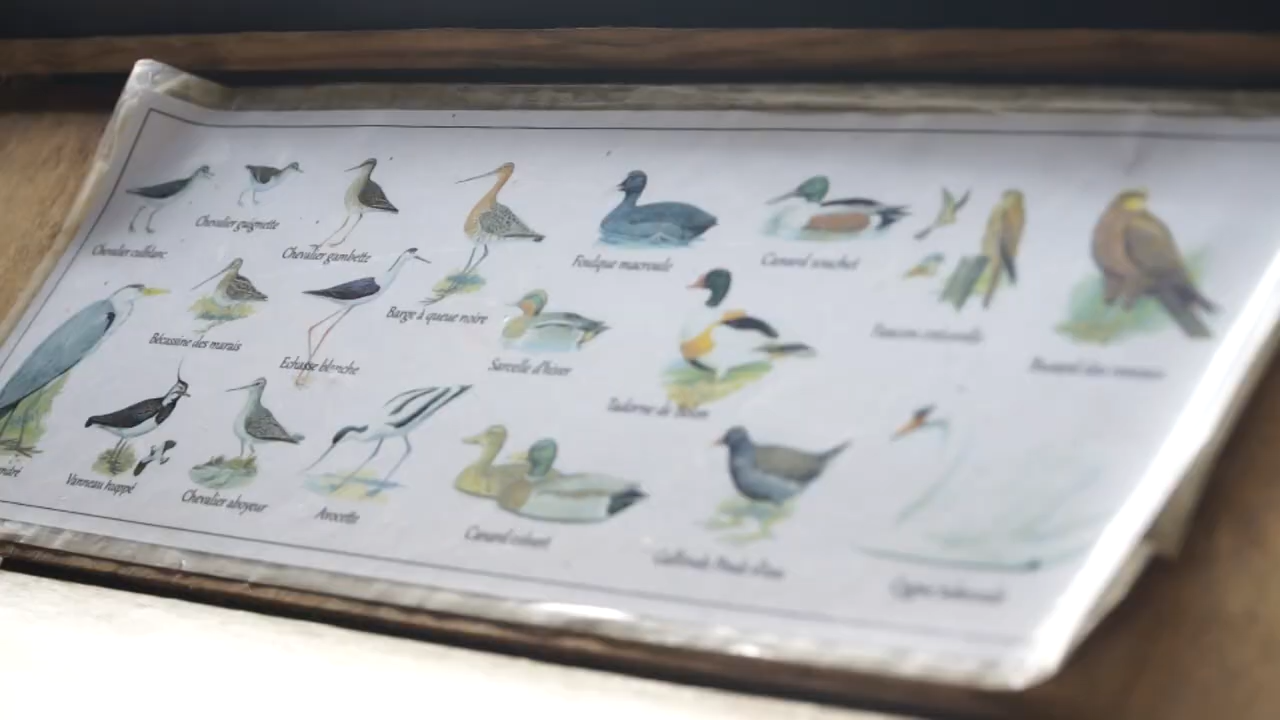 Chevalier culblanc
Chevalier guignette
Chevalier gambette
Barge à queue noire
Foulque macroule
Canard souchet
Bécassine des marais
Echasse blanche
Sarcelle d'hiver
Tadorne de Belon
Vanneau huppé
Chevalier aboyeur
Avocette
Canard colvert
Gallinule Poule d'eau